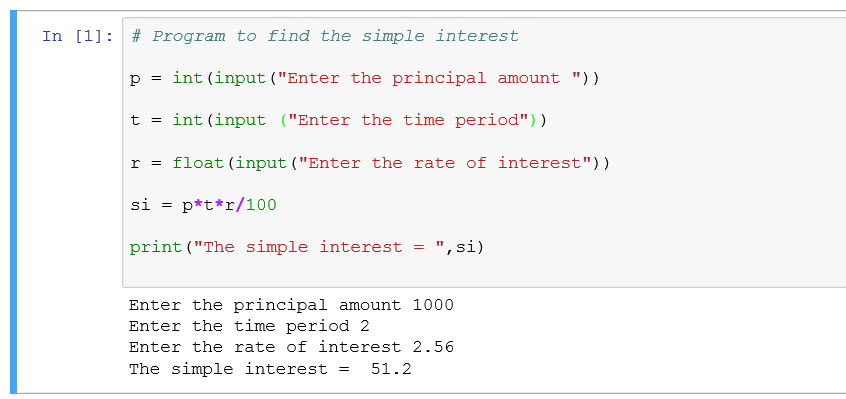 In [1]: # Program to find the simple interest
p = int(input("Enter the principal amount "))
t = int(input ("Enter the time period"))
r = float(input("Enter the rate of interest"))
si = p*t*r/100
print("The simple interest = ",si)
Enter the principal amount 1000
Enter the time period 2
Enter the rate of interest 2.56
The simple interest =  51.2